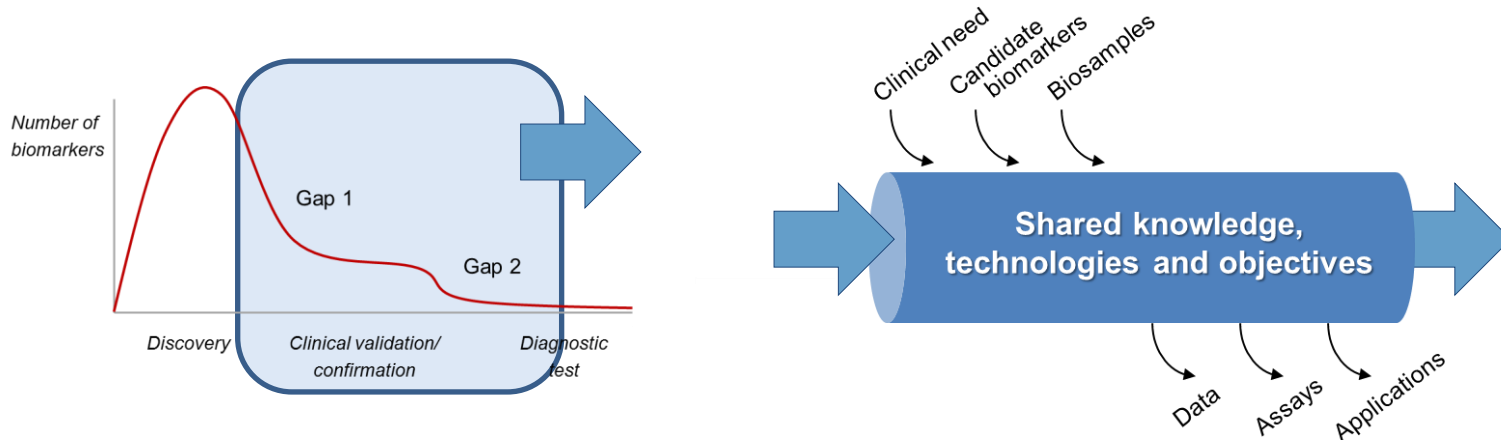 Number of
biomarkers
Gap 1
Gap 2
Discovery
Clinical validation/
confirmation
Diagnostic
test
Clinical need
Candidate
biomarkers
Biosamples
Shared knowledge,
technologies and objectives
Data
Assays
Applications